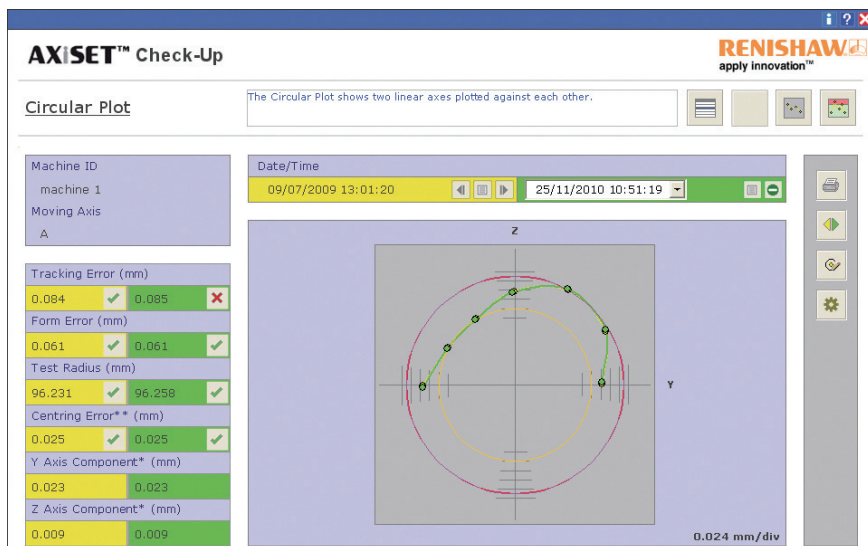 i ? X
AXiSET™ Check-Up
RENISHAW
apply innovation™
Circular Plot
The Circular Plot shows two linear axes plotted against each other.
Machine ID
machine 1
Moving Axis
A
Date/Time
09/07/2009 13:01:20 25/11/2010 10:51:19
Tracking Error (mm)
0.084 0.085
Form Error (mm)
0.061 0.061
Test Radius (mm)
96.231 96.258
Centring Error** (mm)
0.025 0.025
Y Axis Component* (mm)
0.023 0.023
Z Axis Component* (mm)
0.009 0.009
Z
Y
0.024 mm/div